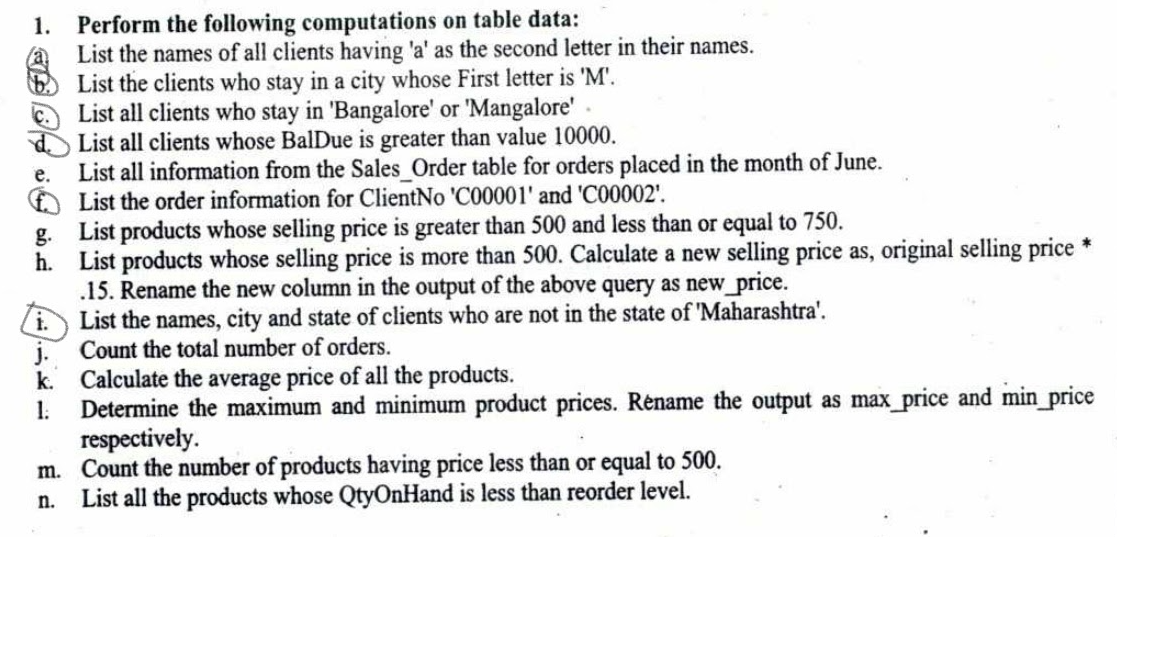 1. Perform the following computations on table data:
a. List the names of all clients having 'a' as the second letter in their names.
b. List the clients who stay in a city whose First letter is 'M'.
c. List all clients who stay in 'Bangalore' or 'Mangalore'
d. List all clients whose BalDue is greater than value 10000.
e. List all information from the Sales_Order table for orders placed in the month of June.
f. List the order information for ClientNo 'C00001' and 'C00002'.
g. List products whose selling price is greater than 500 and less than or equal to 750.
h. List products whose selling price is more than 500. Calculate a new selling price as, original selling price *
.15. Rename the new column in the output of the above query as new_price.
i. List the names, city and state of clients who are not in the state of 'Maharashtra'.
j. Count the total number of orders.
k. Calculate the average price of all the products.
l. Determine the maximum and minimum product prices. Rename the output as max_price and min_price
respectively.
m. Count the number of products having price less than or equal to 500.
n. List all the products whose QtyOnHand is less than reorder level.